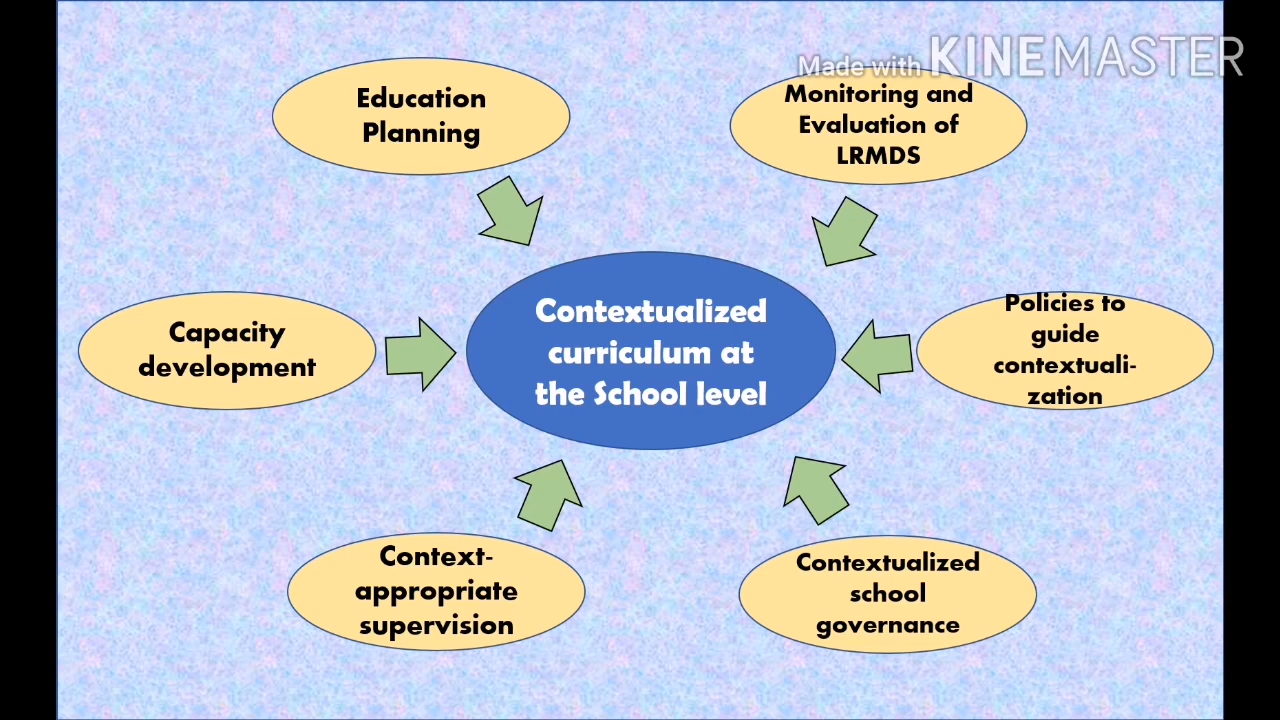 Made with KINEMASTER
Education
Planning
Monitoring and
Evaluation of
LRMDS
Capacity
development
Contextualized
curriculum at
the School level
Policies to
guide
contextuali-
zation
Context-
appropriate
supervision
Contextualized
school
governance